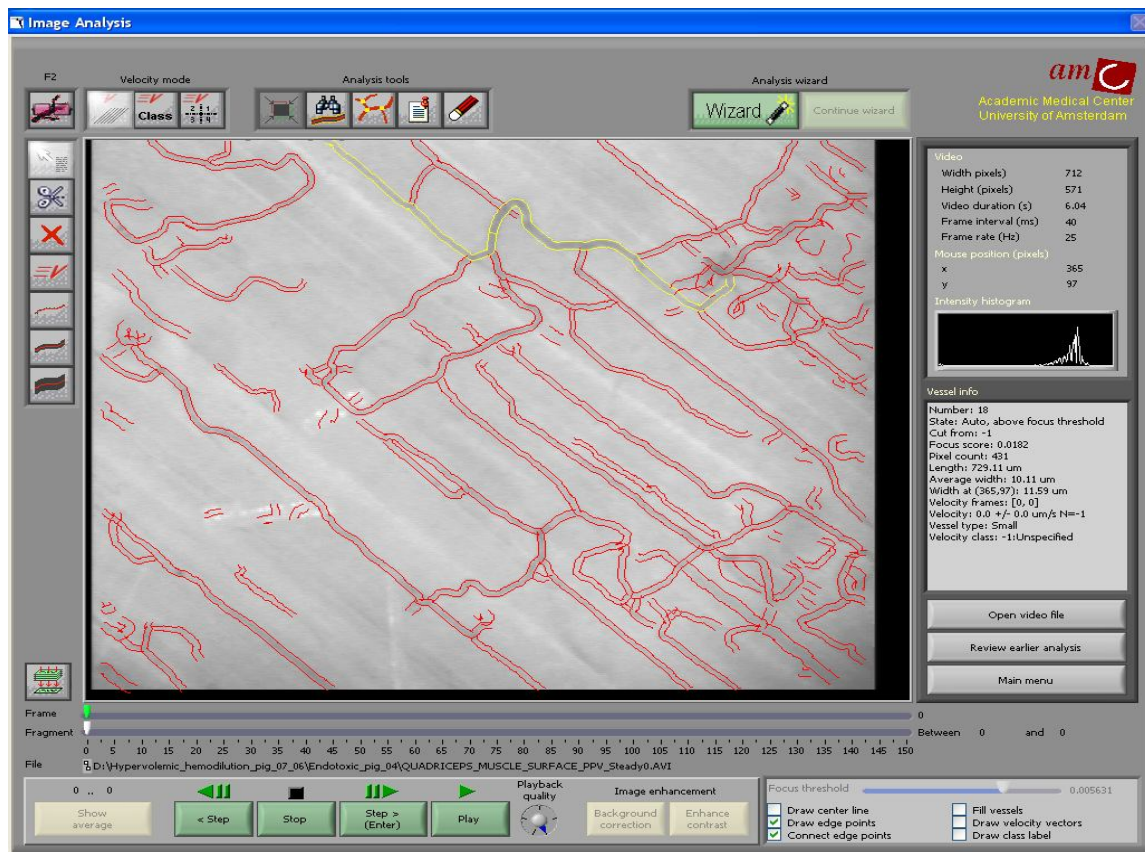 Image Analysis
F2
Velocity mode
Analysis tools
Analysis wizard
Class
Wizard
Continue wizard
amc
Academic Medical Center
University of Amsterdam
Video
Width pixels) 712
Height (pixels) 571
Video duration (s) 6.04
Frame interval (ms) 40
Frame rate (Hz) 25
Mouse position (pixels)
x 365
y 97
Intensity histogram
Vessel info
Number: 18
State: Auto, above focus threshold
Cut from: -1
Focus score: 0.0182
Pixel count: 431
Length: 729.11 um
Average width: 10.11 um
Width at (365,97): 11.59 um
Velocity frames: [0, 0]
Velocity: 0.0 +/- 0.0 um/s N=-1
Vessel type: Small
Velocity class: -1:Unspecified
Open video file
Review earlier analysis
Main menu
Frame 0
Fragment Between 0 and 0
0 5 10 15 20 25 30 35 40 45 50 55 60 65 70 75 80 85 90 95 100 105 110 115 120 125 130 135 140 145 150
File D:\Hypervolemic_hemodilution_pig_07_06\Endotoxic_pig_04\QUADRICEPS_MUSCLE_SURFACE_PPV_Steady0.AVI
0 .. 0
Show
average
< Step
Stop
Step >
(Enter)
Play
Playback
quality
Image enhancement
Background
correction
Enhance
contrast
Focus threshold 0.005631
Draw center line
Draw edge points
Connect edge points
Fill vessels
Draw velocity vectors
Draw class label